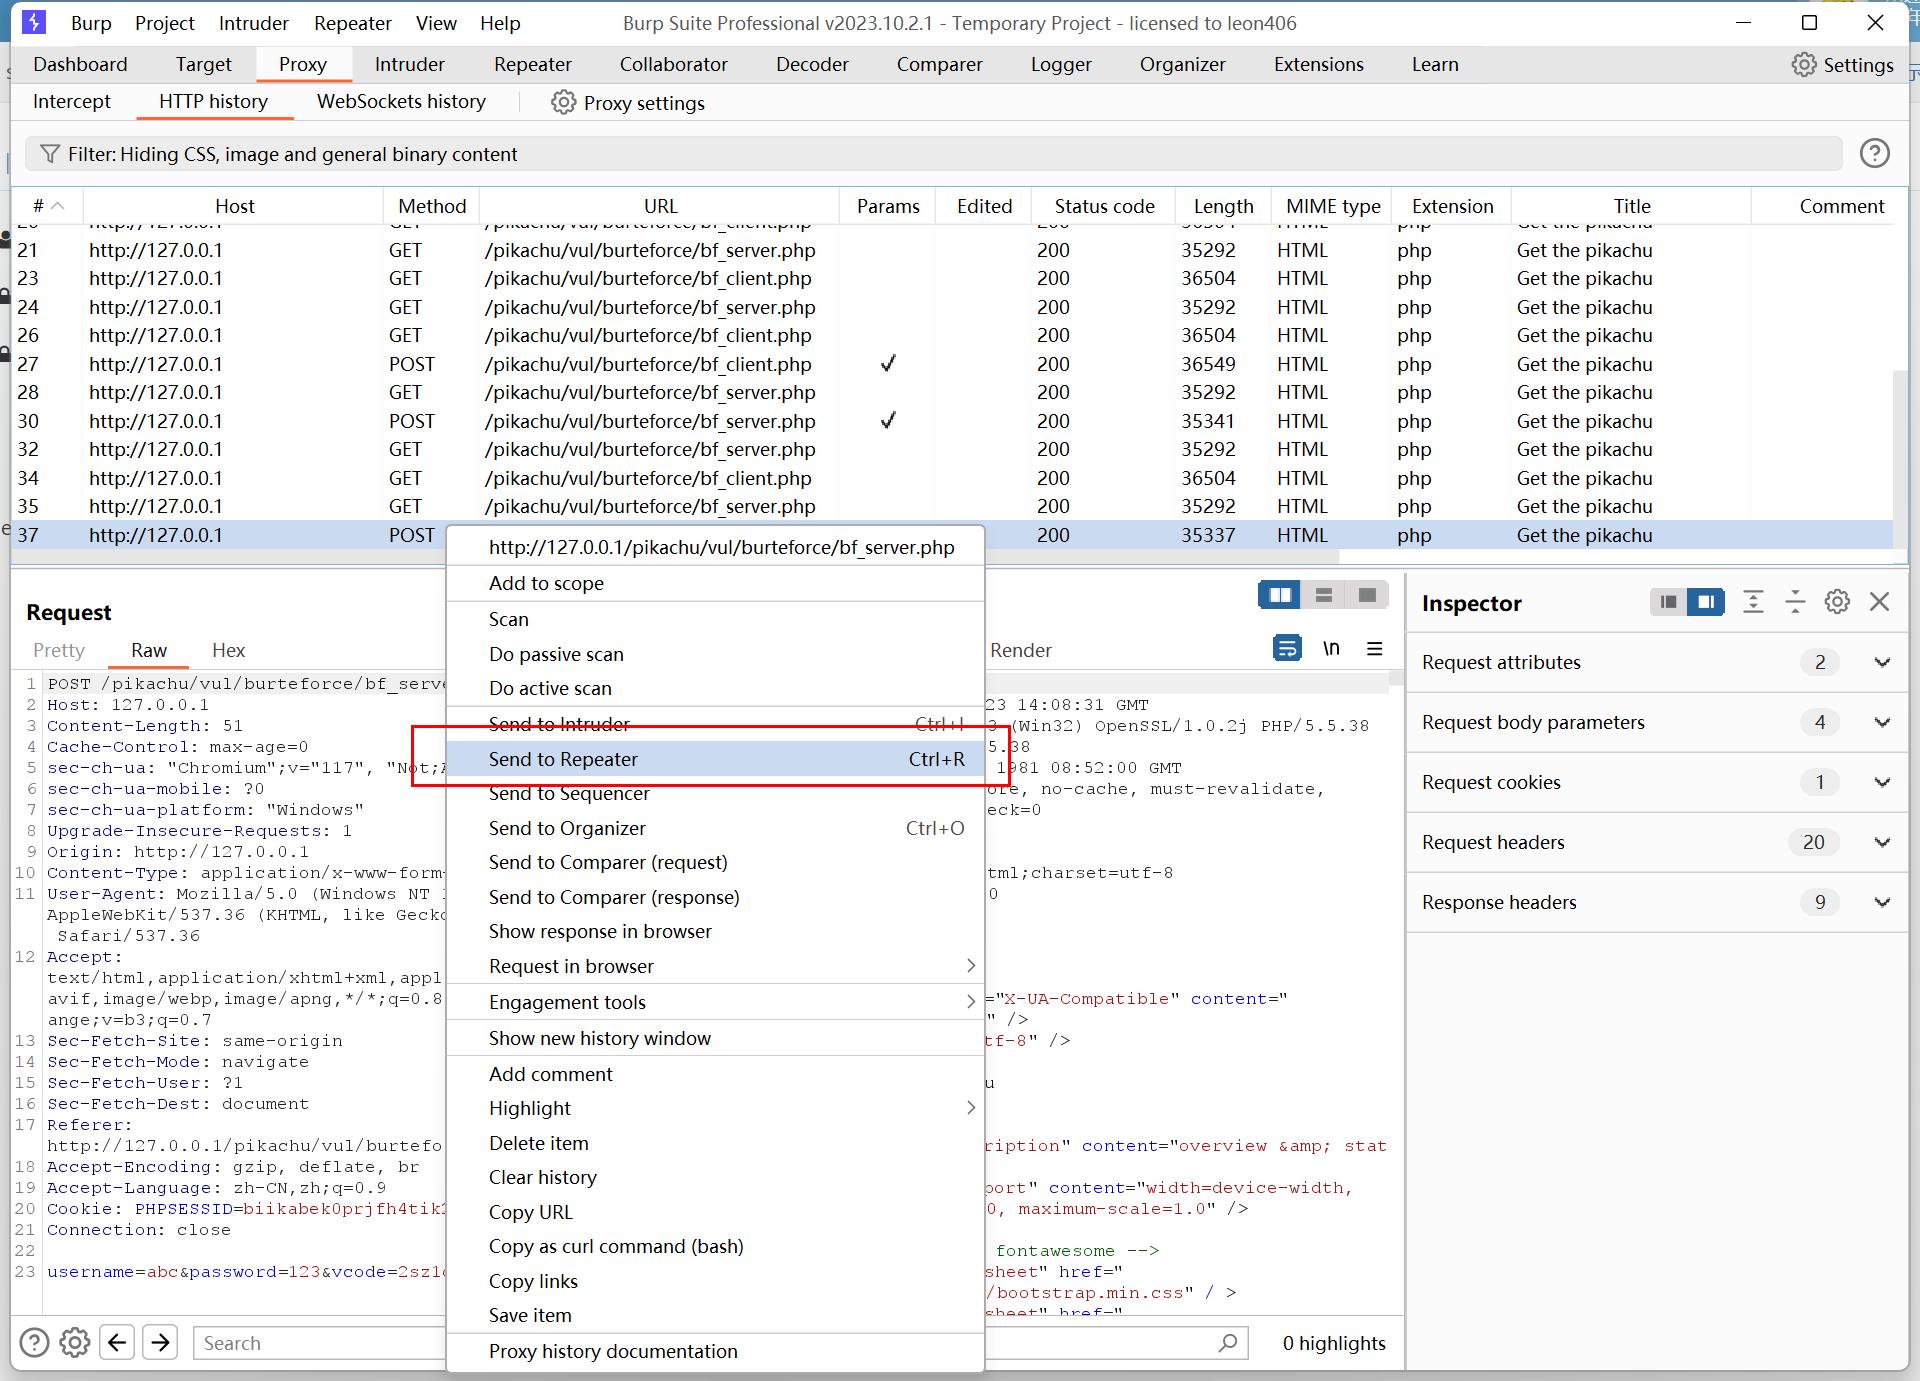 Burp Project Intruder Repeater View Help Burp Suite Professional v2023.10.2.1 - Temporary Project - licensed to leon406
Dashboard Target Proxy Intruder Repeater Collaborator Decoder Comparer Logger Organizer Extensions Learn Settings
Intercept HTTP history WebSockets history Proxy settings
Filter: Hiding CSS, image and general binary content
# Host Method URL Params Edited Status code Length MIME type Extension Title Comment
21 http://127.0.0.1 GET /pikachu/vul/burteforce/bf_server.php 200 35292 HTML php Get the pikachu
23 http://127.0.0.1 GET /pikachu/vul/burteforce/bf_client.php 200 36504 HTML php Get the pikachu
24 http://127.0.0.1 GET /pikachu/vul/burteforce/bf_server.php 200 35292 HTML php Get the pikachu
26 http://127.0.0.1 GET /pikachu/vul/burteforce/bf_client.php 200 36504 HTML php Get the pikachu
27 http://127.0.0.1 POST /pikachu/vul/burteforce/bf_client.php ✓ 200 36549 HTML php Get the pikachu
28 http://127.0.0.1 GET /pikachu/vul/burteforce/bf_server.php 200 35292 HTML php Get the pikachu
30 http://127.0.0.1 POST /pikachu/vul/burteforce/bf_server.php ✓ 200 35341 HTML php Get the pikachu
32 http://127.0.0.1 GET /pikachu/vul/burteforce/bf_server.php 200 35292 HTML php Get the pikachu
34 http://127.0.0.1 GET /pikachu/vul/burteforce/bf_client.php 200 36504 HTML php Get the pikachu
35 http://127.0.0.1 GET /pikachu/vul/burteforce/bf_server.php 200 35292 HTML php Get the pikachu
37 http://127.0.0.1 POST 200 35337 HTML php Get the pikachu
http://127.0.0.1/pikachu/vul/burteforce/bf_server.php
Add to scope
Scan
Do passive scan
Do active scan
Send to Intruder Ctrl+I
Send to Repeater Ctrl+R
Send to Sequencer
Send to Organizer Ctrl+O
Send to Comparer (request)
Send to Comparer (response)
Show response in browser
Request in browser
Engagement tools
Show new history window
Add comment
Highlight
Delete item
Clear history
Copy URL
Copy as curl command (bash)
Copy links
Save item
Proxy history documentation
Request
Pretty Raw Hex
1 POST /pikachu/vul/burteforce/bf_serve
2 Host: 127.0.0.1
3 Content-Length: 51
4 Cache-Control: max-age=0
5 sec-ch-ua: "Chromium";v="117", "Not;
6 sec-ch-ua-mobile: ?0
7 sec-ch-ua-platform: "Windows"
8 Upgrade-Insecure-Requests: 1
9 Origin: http://127.0.0.1
10 Content-Type: application/x-www-form-
11 User-Agent: Mozilla/5.0 (Windows NT
AppleWebKit/537.36 (KHTML, like Gecko
Safari/537.36
12 Accept:
text/html,application/xhtml+xml,appl
avif,image/webp,image/apng,*/*;q=0.8
ange;v=b3;q=0.7
13 Sec-Fetch-Site: same-origin
14 Sec-Fetch-Mode: navigate
15 Sec-Fetch-User: ?1
16 Sec-Fetch-Dest: document
17 Referer:
http://127.0.0.1/pikachu/vul/burtefo
18 Accept-Encoding: gzip, deflate, br
19 Accept-Language: zh-CN,zh;q=0.9
20 Cookie: PHPSESSID=biikabek0prjfh4tik
21 Connection: close
22
23 username=abc&password=123&vcode=2sz1
Search
Render
\n
23 14:08:31 GMT
3 (Win32) OpenSSL/1.0.2j PHP/5.5.38
5.38
1981 08:52:00 GMT
ore, no-cache, must-revalidate,
eck=0
tml;charset=utf-8
0
="X-UA-Compatible" content="
" />
tf-8" />
u
ription" content="overview &amp; stat
port" content="width=device-width,
0, maximum-scale=1.0" />
fontawesome -->
sheet" href="
/bootstrap.min.css" / >
sheet" href="
0 highlights
Inspector
Request attributes 2
Request body parameters 4
Request cookies 1
Request headers 20
Response headers 9